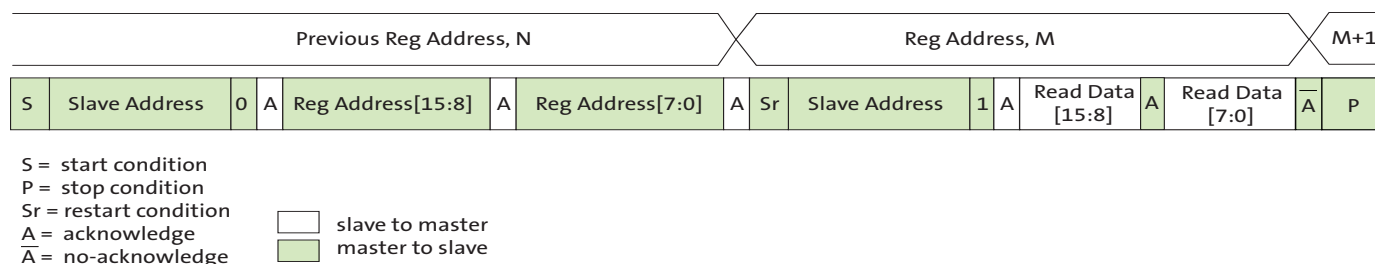 Previous Reg Address, N Reg Address, M M+1
S Slave Address 0 A Reg Address[15:8] A Reg Address[7:0] A Sr Slave Address 1 A Read Data [15:8] A Read Data [7:0] A̅ P
S = start condition
P = stop condition
Sr = restart condition
A = acknowledge
A̅ = no-acknowledge
slave to master
master to slave